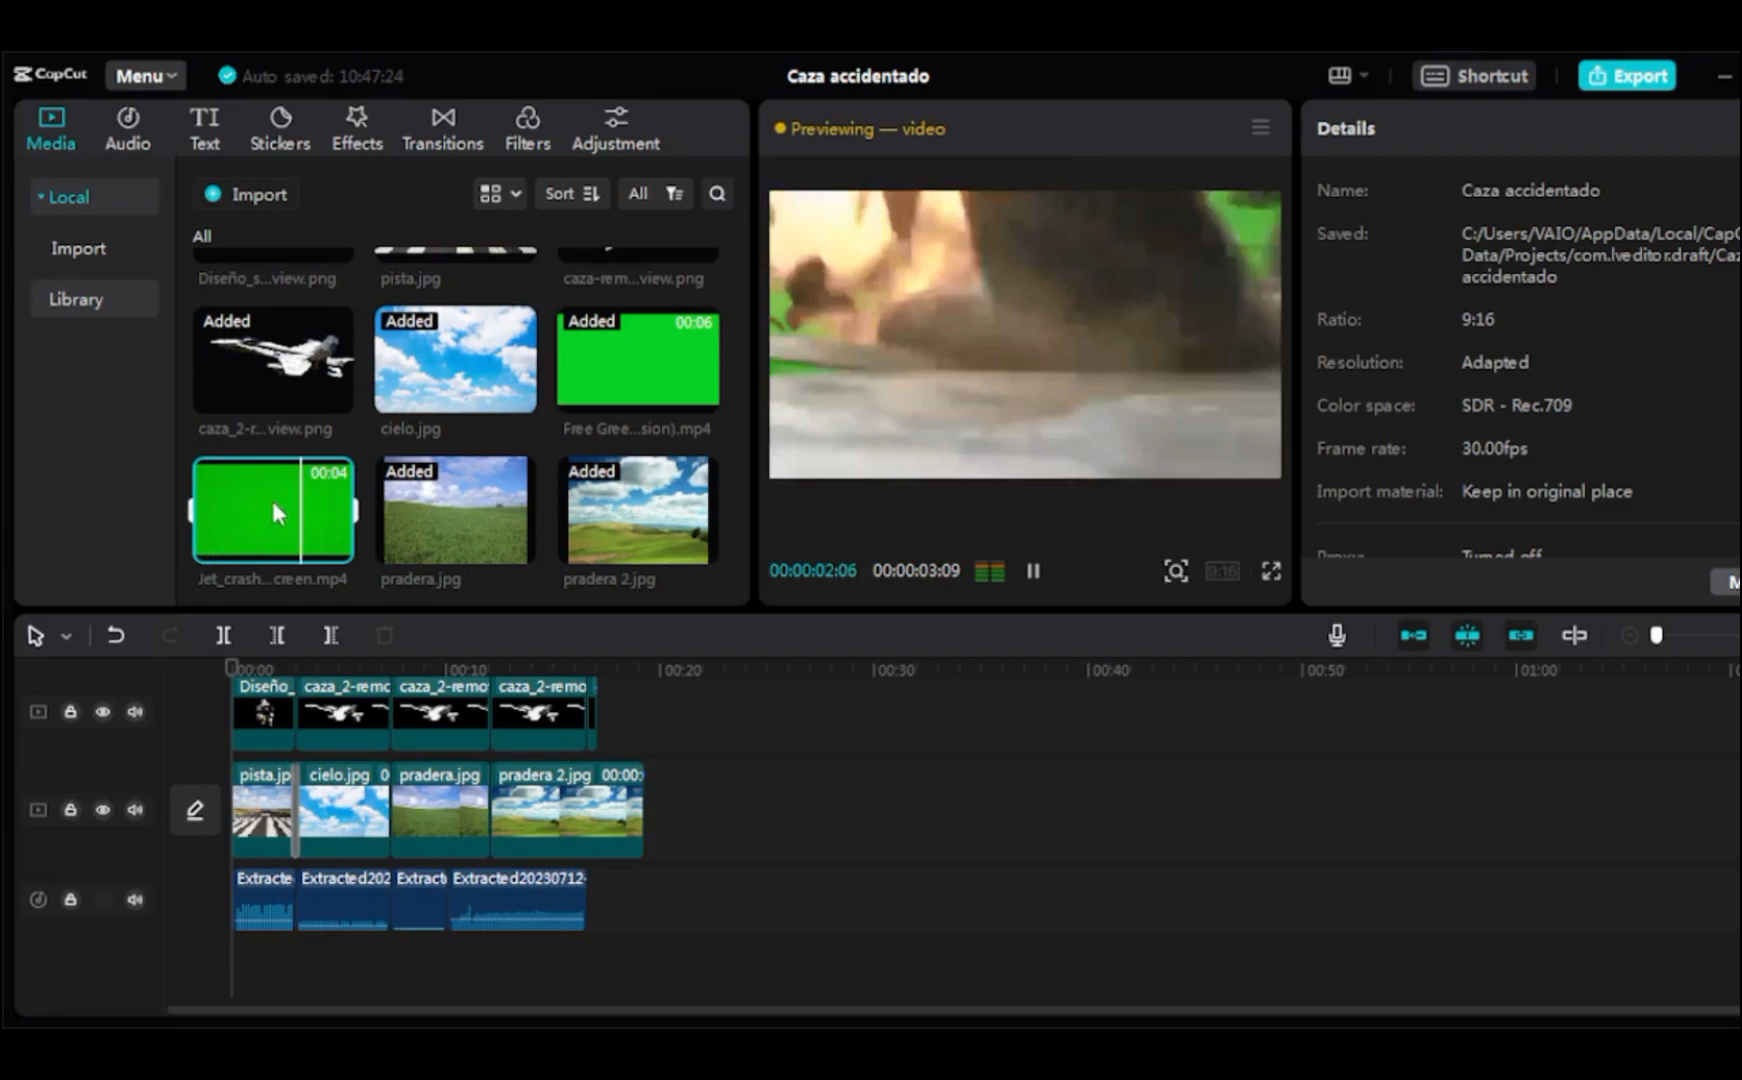 CapCut
Menu
Auto saved: 10:47:24
Caza accidentado
Shortcut
Export
Media
Audio
TI
Text
Stickers
Effects
Transitions
Filters
Adjustment
Local
Import
Library
Import
Sort
All
All
Diseño_s...view.png
pista.jpg
caza-rem...view.png
Added
Added
Added
00:06
caza_2-r...view.png
cielo.jpg
Free Gree...sion).mp4
00:04
Added
Added
Jet_crash...creen.mp4
pradera.jpg
pradera 2.jpg
Previewing — video
00:00:02:06
00:00:03:09
9:16
Details
Name:
Caza accidentado
Saved:
C:/Users/VAIO/AppData/Local/CapC
Data/Projects/com.lveditor.draft/Caz
accidentado
Ratio:
9:16
Resolution:
Adapted
Color space:
SDR - Rec.709
Frame rate:
30.00fps
Import material:
Keep in original place
Proxy:
Turned off
M
00:00
00:10
00:20
00:30
00:40
00:50
01:00
Diseño_
caza_2-remo
caza_2-remo
caza_2-remo
pista.jp
cielo.jpg 0
pradera.jpg
pradera 2.jpg 00:00:
Extracte
Extracted202
Extract
Extracted20230712-